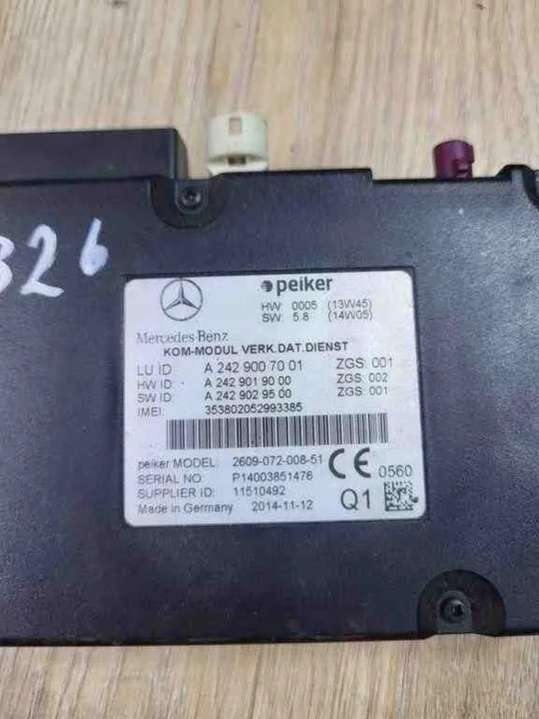 326
peiker
HW: 0005 (13W45)
SW: 5.8 (14W05)
Mercedes-Benz
KOM-MODUL VERK.DAT.DIENST
LU ID A 242 900 70 01 ZGS: 001
HW ID: A 242 901 90 00 ZGS: 002
SW ID: A 242 902 95 00 ZGS: 001
IMEI: 353802052993385
peiker MODEL: 2609-072-008-51
SERIAL NO: P14003851476
SUPPLIER ID: 11510492
Made in Germany 2014-11-12
CE 0560
Q1